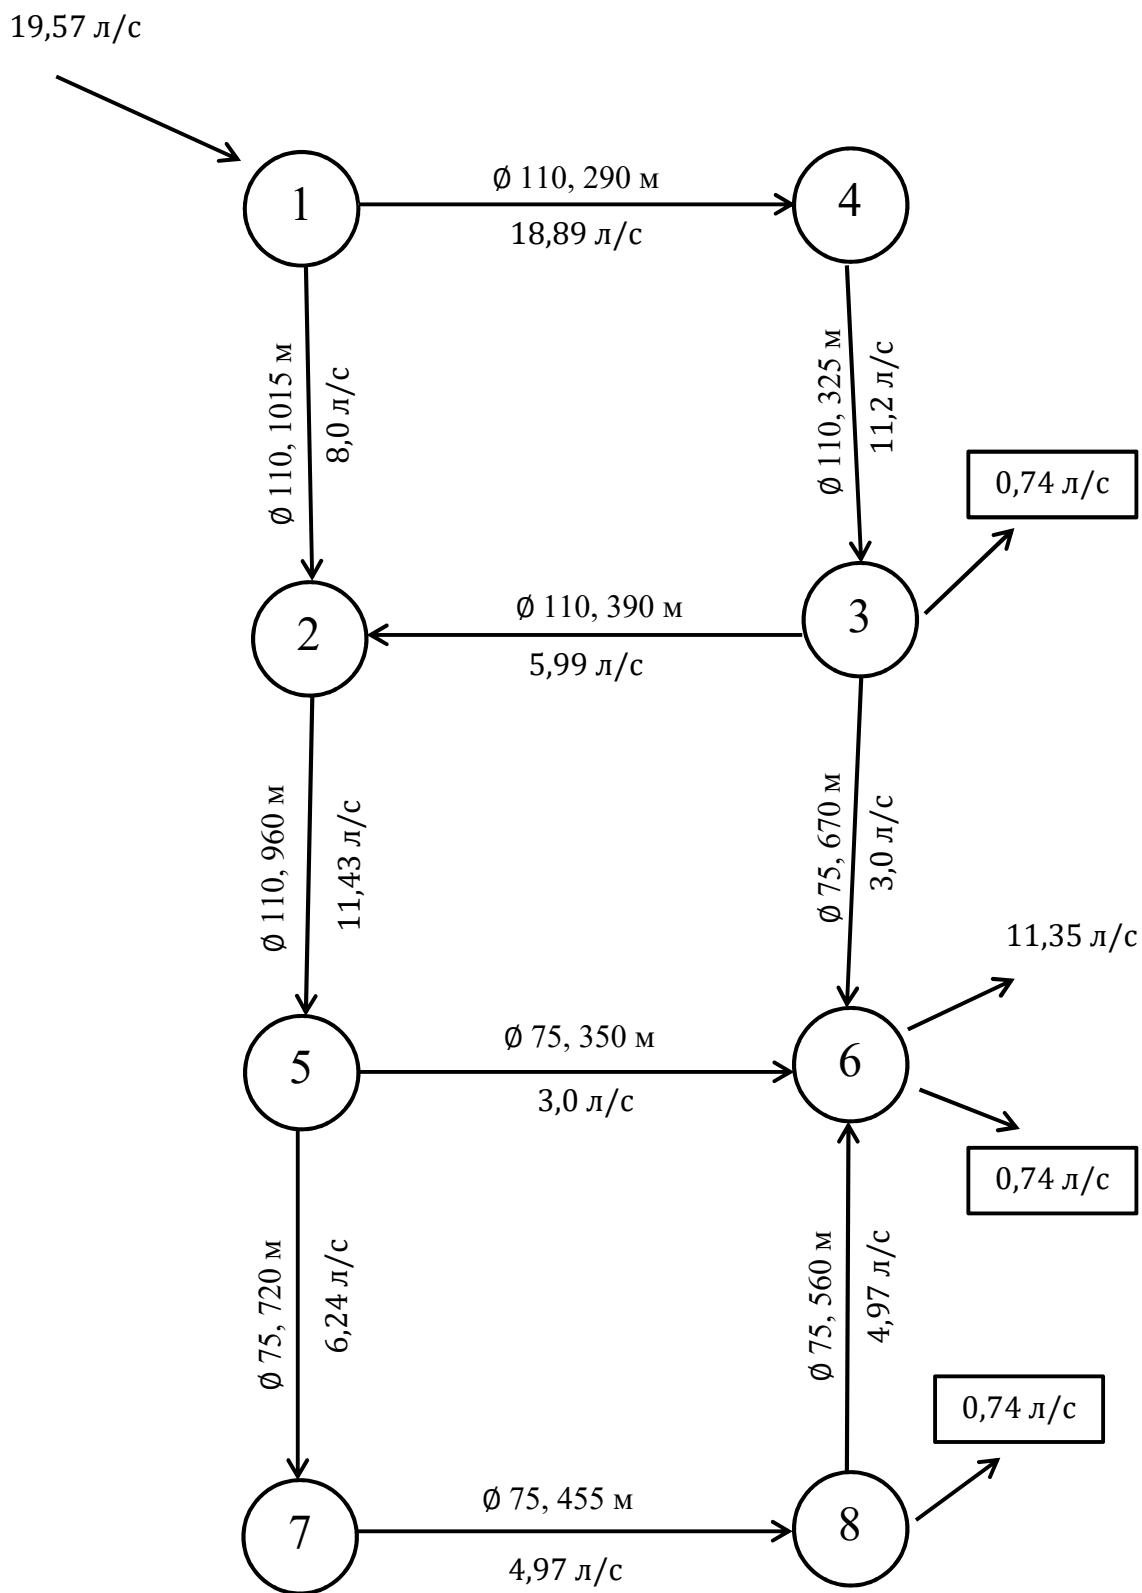 19,57 л/с
1
Ø 110, 290 м
18,89 л/с
4
Ø 110, 1015 м
8,0 л/с
Ø 110, 325 м
11,2 л/с
0,74 л/с
2
Ø 110, 390 м
5,99 л/с
3
Ø 110, 960 м
11,43 л/с
Ø 75, 670 м
3,0 л/с
11,35 л/с
5
Ø 75, 350 м
3,0 л/с
6
0,74 л/с
Ø 75, 720 м
6,24 л/с
Ø 75, 560 м
4,97 л/с
0,74 л/с
7
Ø 75, 455 м
4,97 л/с
8